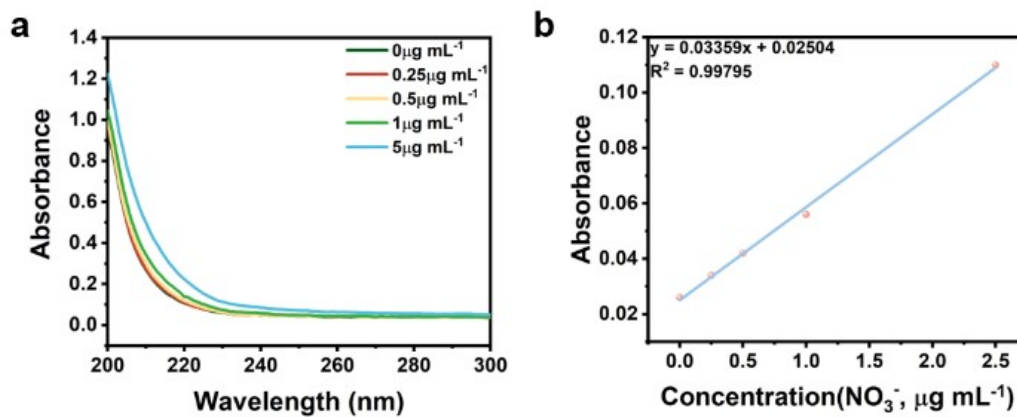 a
1.4
1.2
1.0
0.8
0.6
0.4
0.2
0.0
Absorbance
0μg mL⁻¹
0.25μg mL⁻¹
0.5μg mL⁻¹
1μg mL⁻¹
5μg mL⁻¹
200 220 240 260 280 300
Wavelength (nm)
b
0.12
0.10
0.08
0.06
0.04
0.02
Absorbance
y = 0.03359x + 0.02504
R² = 0.99795
0.0 0.5 1.0 1.5 2.0 2.5
Concentration(NO₃⁻, μg mL⁻¹)